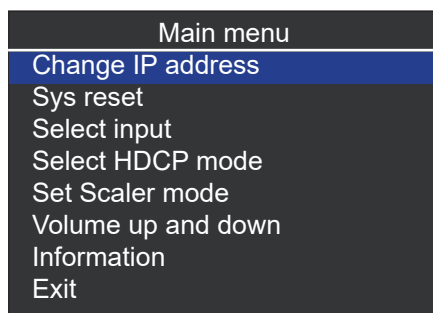 Main menu
Change IP address
Sys reset
Select input
Select HDCP mode
Set Scaler mode
Volume up and down
Information
Exit